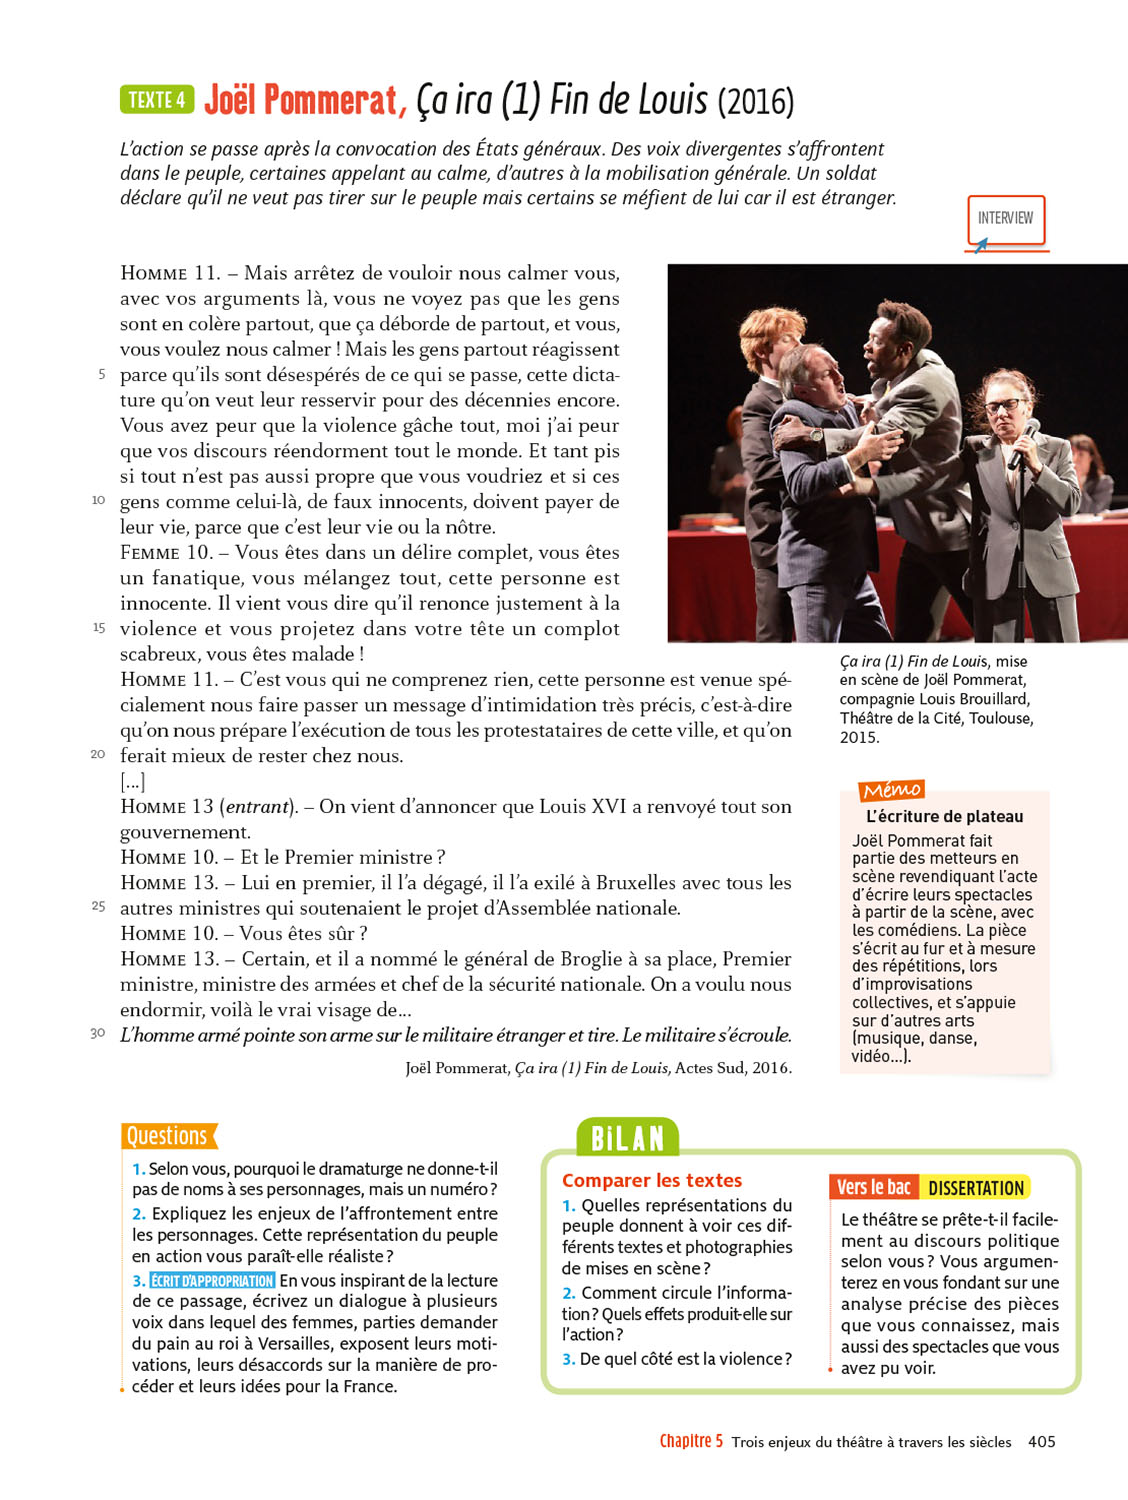 TEXTE 4 Joël Pommerat, Ça ira (1) Fin de Louis (2016)
L'action se passe après la convocation des États généraux. Des voix divergentes s'affrontent
dans le peuple, certaines appelant au calme, d'autres à la mobilisation générale. Un soldat
déclare qu'il ne veut pas tirer sur le peuple mais certains se méfient de lui car il est étranger.
INTERVIEW
HOMME 11. – Mais arrêtez de vouloir nous calmer vous,
avec vos arguments là, vous ne voyez pas que les gens
sont en colère partout, que ça déborde de partout, et vous,
vous voulez nous calmer ! Mais les gens partout réagissent
5 parce qu'ils sont désespérés de ce qui se passe, cette dicta-
ture qu'on veut leur resservir pour des décennies encore.
Vous avez peur que la violence gâche tout, moi j'ai peur
que vos discours réendorment tout le monde. Et tant pis
si tout n'est pas aussi propre que vous voudriez et si ces
10 gens comme celui-là, de faux innocents, doivent payer de
leur vie, parce que c'est leur vie ou la nôtre.
FEMME 10. – Vous êtes dans un délire complet, vous êtes
un fanatique, vous mélangez tout, cette personne est
innocente. Il vient vous dire qu'il renonce justement à la
15 violence et vous projetez dans votre tête un complot
scabreux, vous êtes malade !
HOMME 11. – C'est vous qui ne comprenez rien, cette personne est venue spé-
cialement nous faire passer un message d'intimidation très précis, c'est-à-dire
qu'on nous prépare l'exécution de tous les protestataires de cette ville, et qu'on
20 ferait mieux de rester chez nous.
[...]
HOMME 13 (entrant). – On vient d'annoncer que Louis XVI a renvoyé tout son
gouvernement.
HOMME 10. – Et le Premier ministre ?
HOMME 13. – Lui en premier, il l'a dégagé, il l'a exilé à Bruxelles avec tous les
25 autres ministres qui soutenaient le projet d'Assemblée nationale.
HOMME 10. – Vous êtes sûr ?
HOMME 13. – Certain, et il a nommé le général de Broglie à sa place, Premier
ministre, ministre des armées et chef de la sécurité nationale. On a voulu nous
endormir, voilà le vrai visage de...
30 L'homme armé pointe son arme sur le militaire étranger et tire. Le militaire s'écroule.
Joël Pommerat, Ça ira (1) Fin de Louis, Actes Sud, 2016.
Ça ira (1) Fin de Louis, mise
en scène de Joël Pommerat,
compagnie Louis Brouillard,
Théâtre de la Cité, Toulouse,
2015.
Mémo
L'écriture de plateau
Joël Pommerat fait
partie des metteurs en
scène revendiquant l'acte
d'écrire leurs spectacles
à partir de la scène, avec
les comédiens. La pièce
s'écrit au fur et à mesure
des répétitions, lors
d'improvisations
collectives, et s'appuie
sur d'autres arts
(musique, danse,
vidéo...).
Questions
1. Selon vous, pourquoi le dramaturge ne donne-t-il
pas de noms à ses personnages, mais un numéro ?
2. Expliquez les enjeux de l'affrontement entre
les personnages. Cette représentation du peuple
en action vous paraît-elle réaliste ?
3. ÉCRIT D'APPROPRIATION En vous inspirant de la lecture
de ce passage, écrivez un dialogue à plusieurs
voix dans lequel des femmes, parties demander
du pain au roi à Versailles, exposent leurs moti-
vations, leurs désaccords sur la manière de pro-
céder et leurs idées pour la France.
BiLAN
Comparer les textes
1. Quelles représentations du
peuple donnent à voir ces dif-
férents textes et photographies
de mises en scène ?
2. Comment circule l'informa-
tion ? Quels effets produit-elle sur
l'action ?
3. De quel côté est la violence ?
Vers le bac DISSERTATION
Le théâtre se prête-t-il facile-
ment au discours politique
selon vous ? Vous argumen-
terez en vous fondant sur une
analyse précise des pièces
que vous connaissez, mais
aussi des spectacles que vous
avez pu voir.
Chapitre 5 Trois enjeux du théâtre à travers les siècles 405